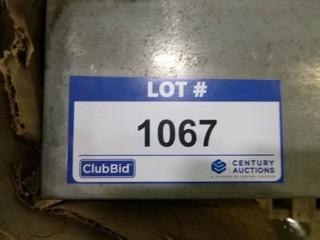 LOT #
1067
ClubBid
CENTURY
AUCTIONS